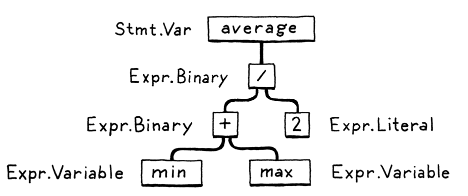 Stmt.Var average
Expr.Binary /
Expr.Binary + 2 Expr.Literal
Expr.Variable min max Expr.Variable